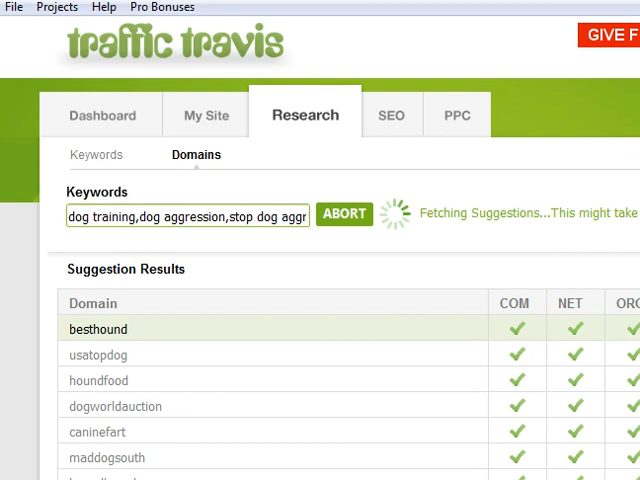 File Projects Help Pro Bonuses
traffic travis
GIVE F
Dashboard My Site Research SEO PPC
Keywords Domains
Keywords
dog training,dog aggression,stop dog aggr ABORT Fetching Suggestions...This might take
Suggestion Results
Domain COM NET ORG
besthound
usatopdog
houndfood
dogworldauction
caninefart
maddogsouth